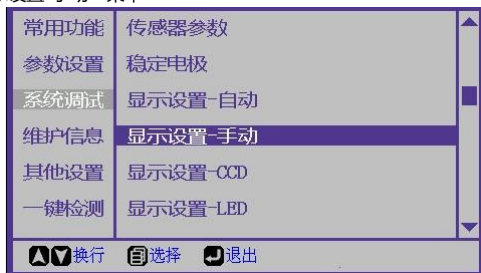 常用功能 传感器参数
参数设置 稳定电极
系统调试 显示设置-自动
维护信息 显示设置-手动
其他设置 显示设置-CCD
一键检测 显示设置-LED
换行 选择 退出